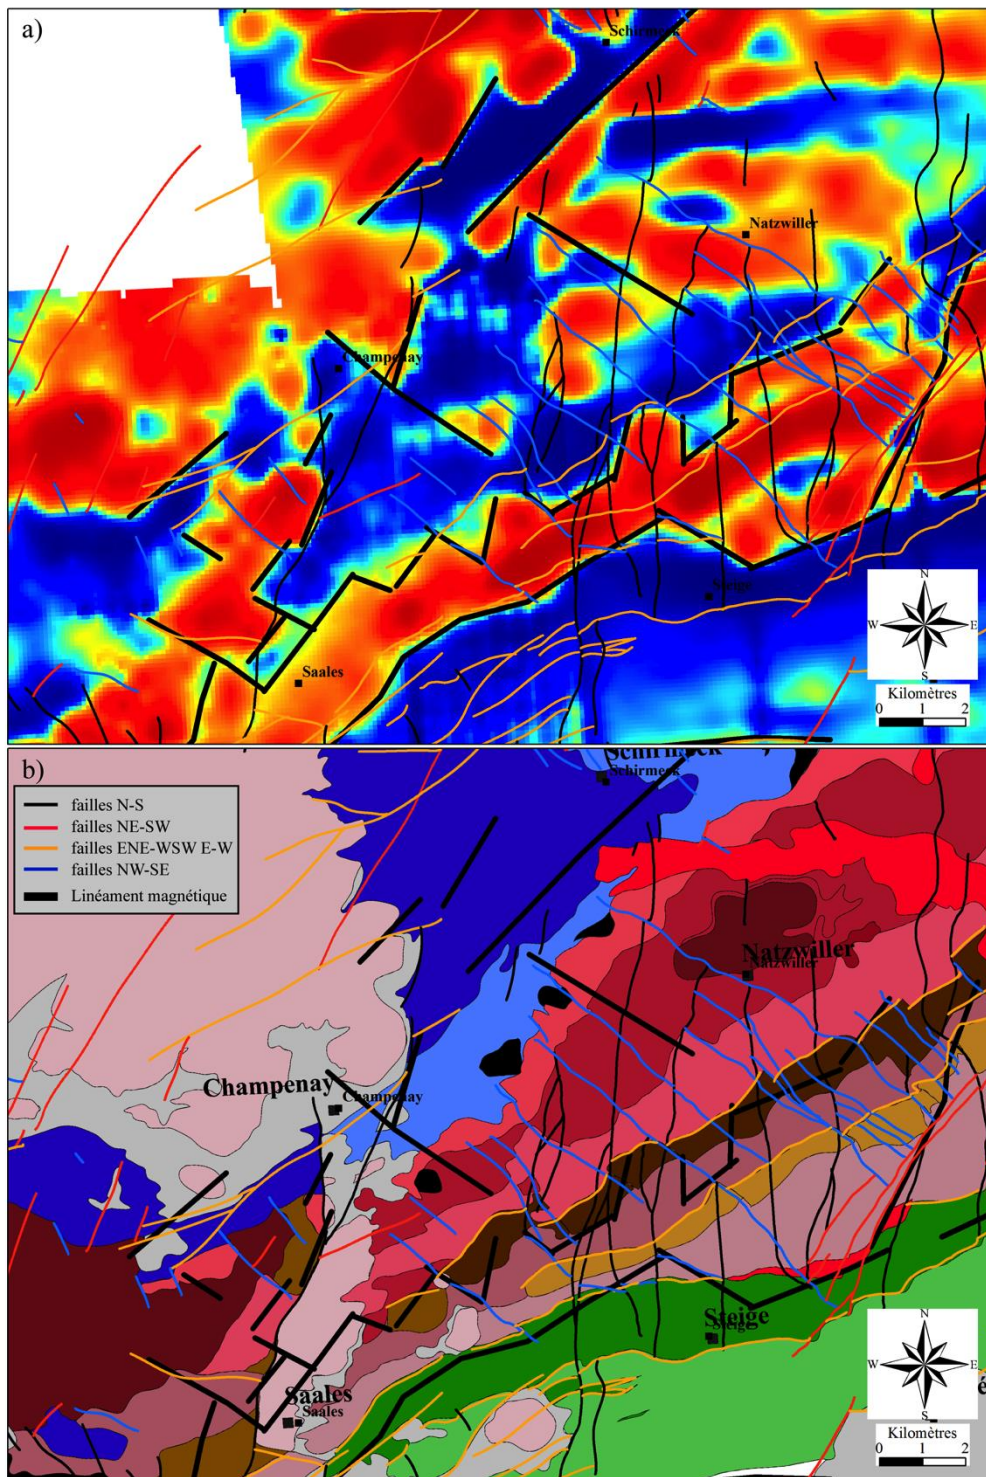 a)
Schirmeck
Natzwiller
Champenay
Steige
Saales
N
W E
S
Kilomètres
0 1 2
b)
Schirmeck
Schirmeck
failles N-S
failles NE-SW
failles ENE-WSW E-W
failles NW-SE
Linéament magnétique
Natzwiller
Natzwiller
Champenay
Champenay
Steige
Steige
Saales
Saales
N
W E
S
é
Kilomètres
0 1 2